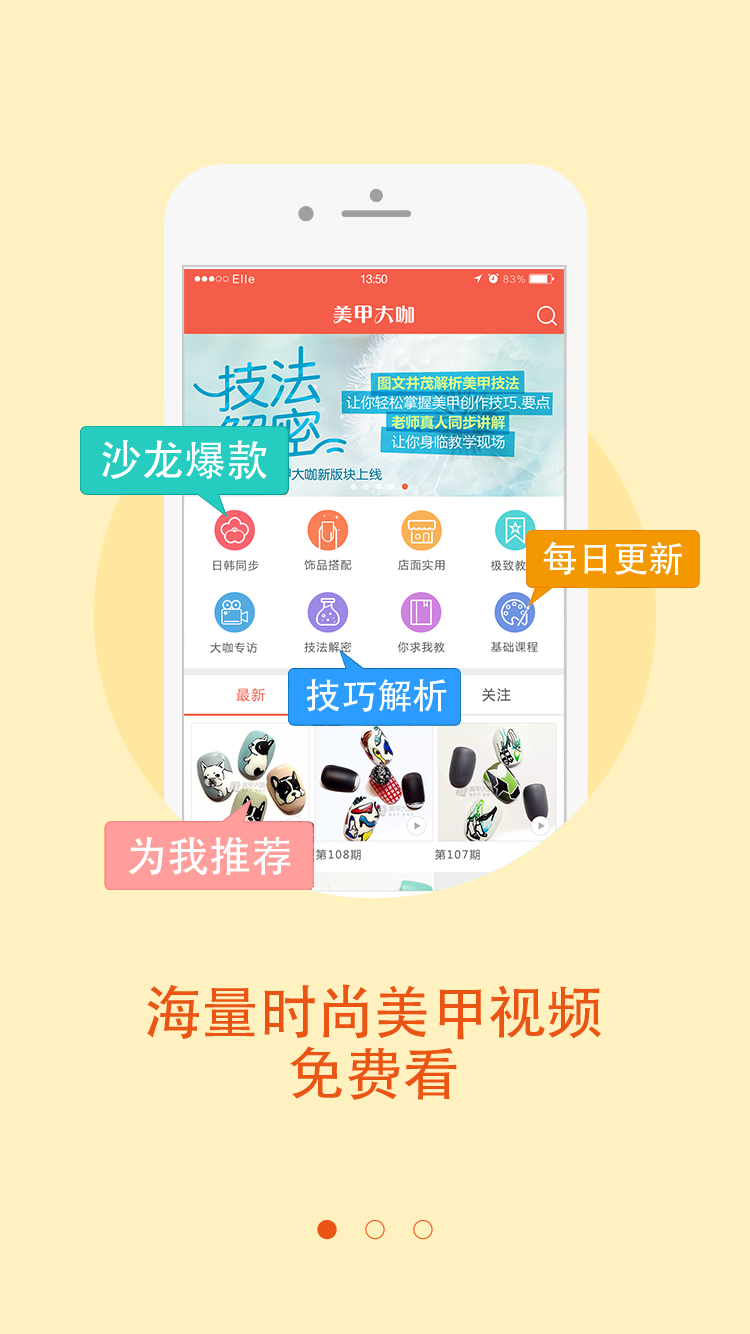 Elle
13:50
83%
美甲大咖
技法
解密
图文并茂解析美甲技法
让你轻松掌握美甲创作技巧、要点
老师真人同步讲解
让你身临教学现场
甲大咖新版块上线
沙龙爆款
日韩同步
饰品搭配
店面实用
极致教
每日更新
大咖专访
技法解密
你求我教
基础课程
技巧解析
最新
关注
为我推荐
第108期
第107期
海量时尚美甲视频
免费看